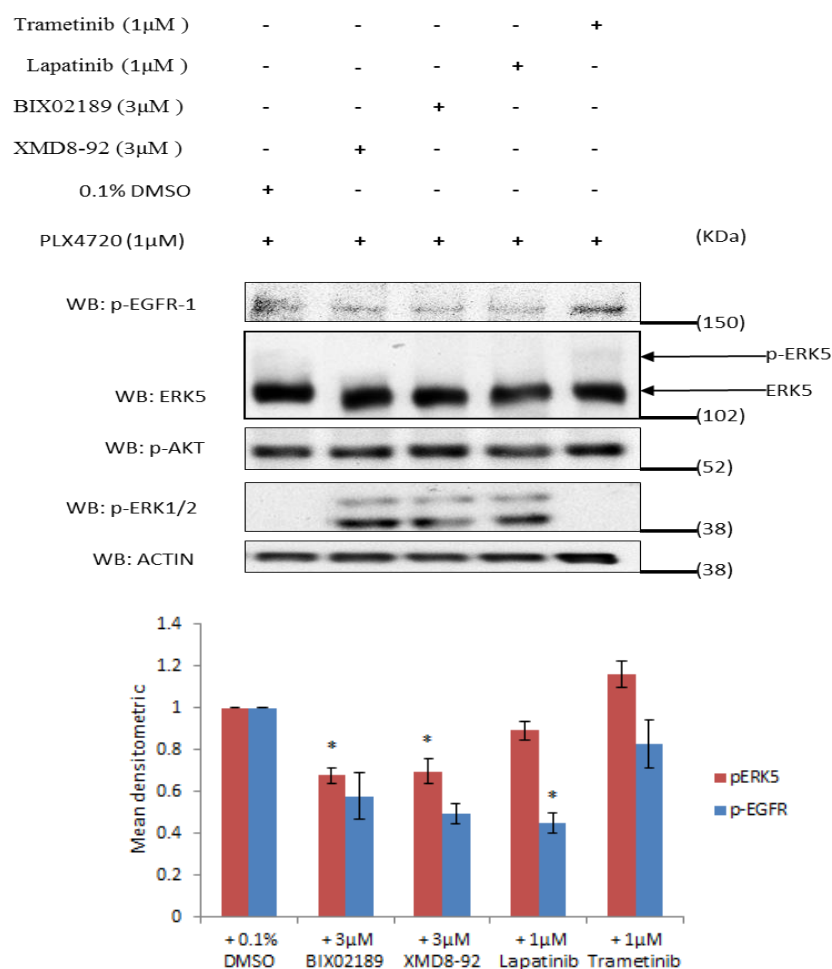 Trametinib (1µM ) - - - - +
Lapatinib (1µM ) - - - + -
BIX02189 (3µM ) - - + - -
XMD8-92 (3µM ) - + - - -
0.1% DMSO + - - - -
PLX4720 (1µM) + + + + + (KDa)
WB: p-EGFR-1
(150)
p-ERK5
WB: ERK5 ERK5
(102)
WB: p-AKT
(52)
WB: p-ERK1/2
(38)
WB: ACTIN
(38)
Mean densitometric
1.4
1.2
1
0.8
0.6
0.4
0.2
0
* * *
pERK5
p-EGFR
+ 0.1% + 3µM + 3µM + 1µM + 1µM
DMSO BIX02189 XMD8-92 Lapatinib Trametinib